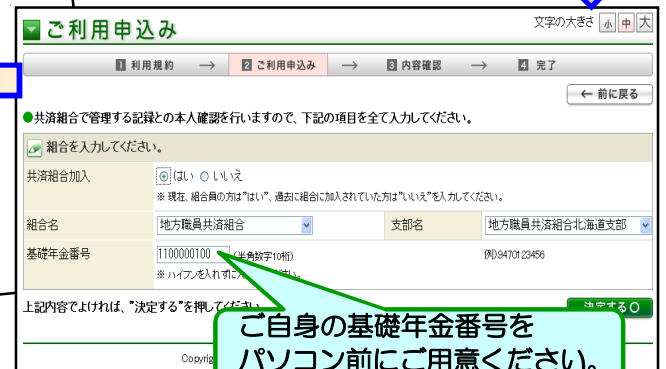 ご利用申込み
文字の大きさ 小 中 大
1 利用規約 → 2 ご利用申込み → 3 内容確認 → 4 完了
← 前に戻る
●共済組合で管理する記録との本人確認を行いますので、下記の項目を全て入力してください。
組合を入力してください。
共済組合加入 はい いいえ
※ 現在、組合員の方は"はい"、過去に組合に加入されていた方は"いいえ"を入力してください。
組合名 地方職員共済組合 支部名 地方職員共済組合北海道支部
基礎年金番号 1100000100 (半角数字10桁) 例)9470123456
※ ハイフンを入れずに
上記内容でよければ、"決定する"を押して 決定する
ご自身の基礎年金番号を
パソコン前にご用意ください。
Copyrig